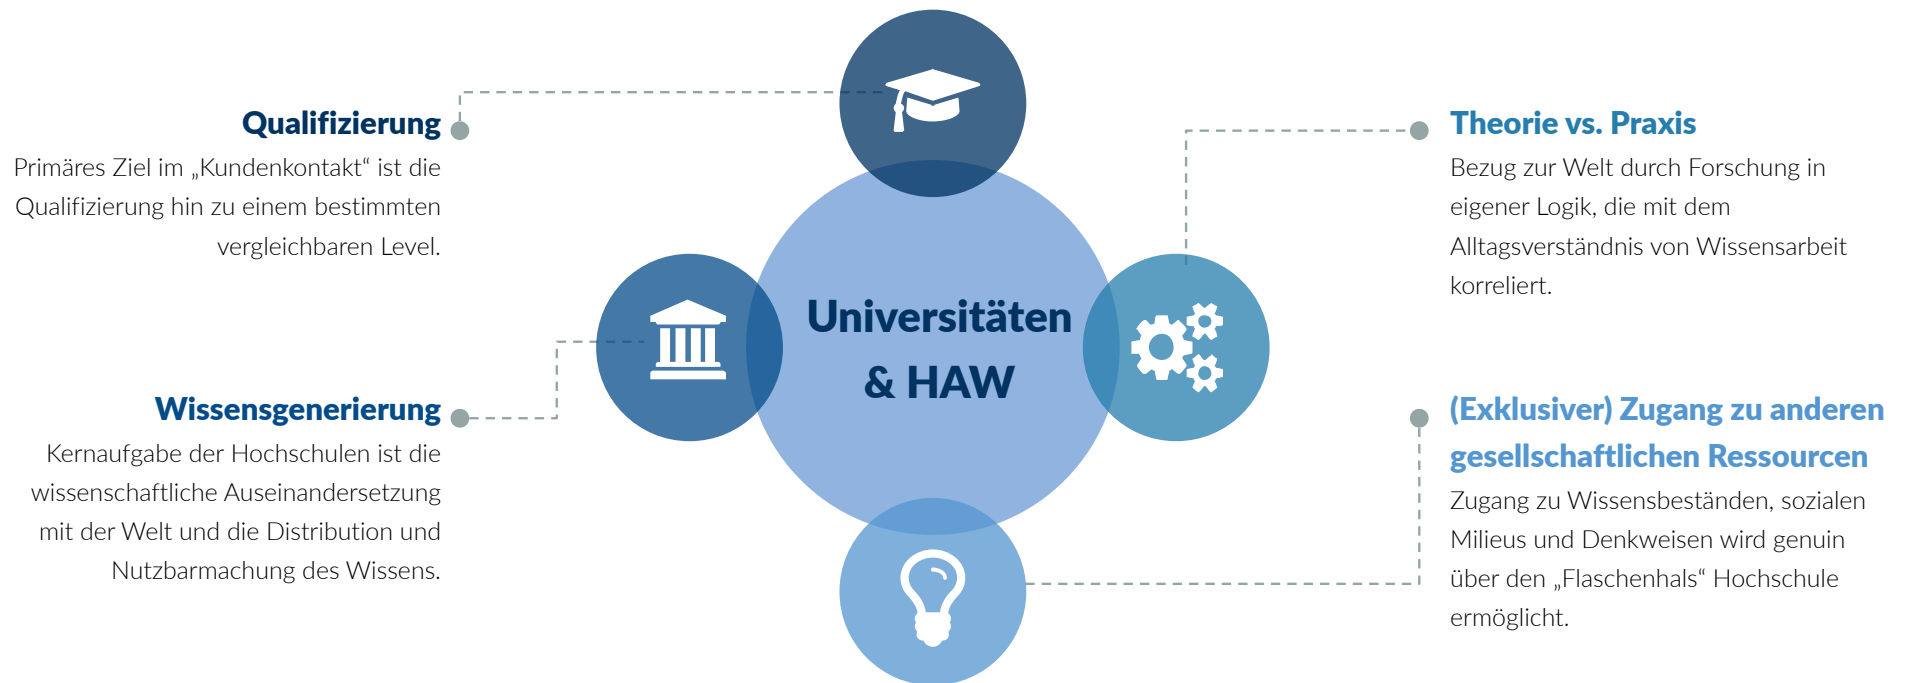 Qualifizierung
Primäres Ziel im „Kundenkontakt“ ist die
Qualifizierung hin zu einem bestimmten
vergleichbaren Level.
Wissensgenerierung
Kernaufgabe der Hochschulen ist die
wissenschaftliche Auseinandersetzung
mit der Welt und die Distribution und
Nutzbarmachung des Wissens.
Universitäten
& HAW
Theorie vs. Praxis
Bezug zur Welt durch Forschung in
eigener Logik, die mit dem
Alltagsverständnis von Wissensarbeit
korreliert.
(Exklusiver) Zugang zu anderen
gesellschaftlichen Ressourcen
Zugang zu Wissensbeständen, sozialen
Milieus und Denkweisen wird genuin
über den „Flaschenhals“ Hochschule
ermöglicht.